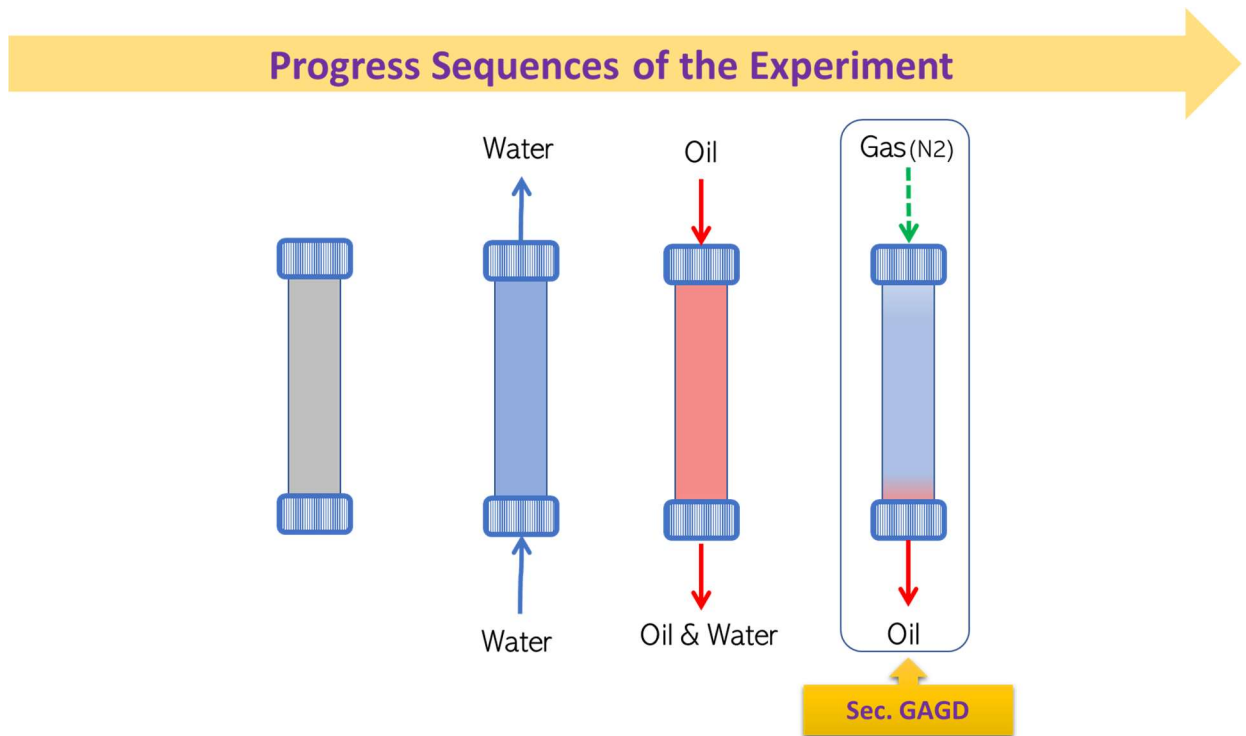 Progress Sequences of the Experiment
Water
Oil
Gas (N2)
Water
Oil & Water
Oil
Sec. GAGD